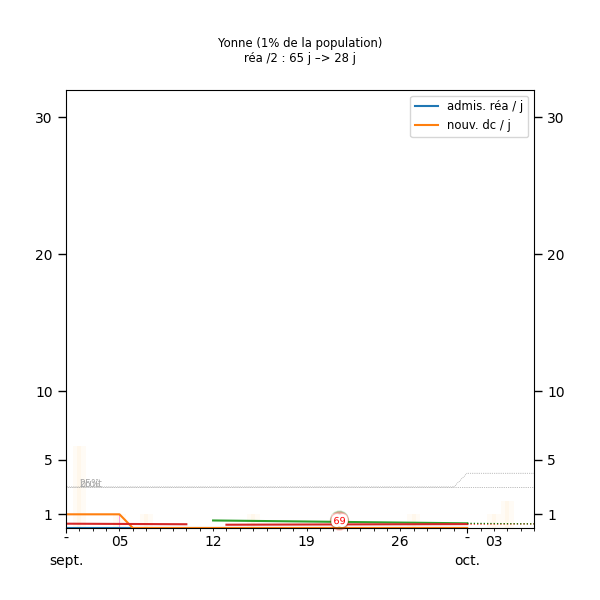 Yonne (1% de la population)
réa /2 : 65 j –> 28 j
admis. réa / j
nouv. dc / j
30 30
20 20
10 10
5 5
1 1
69
- 05 12 19 26 - 03
sept. oct.